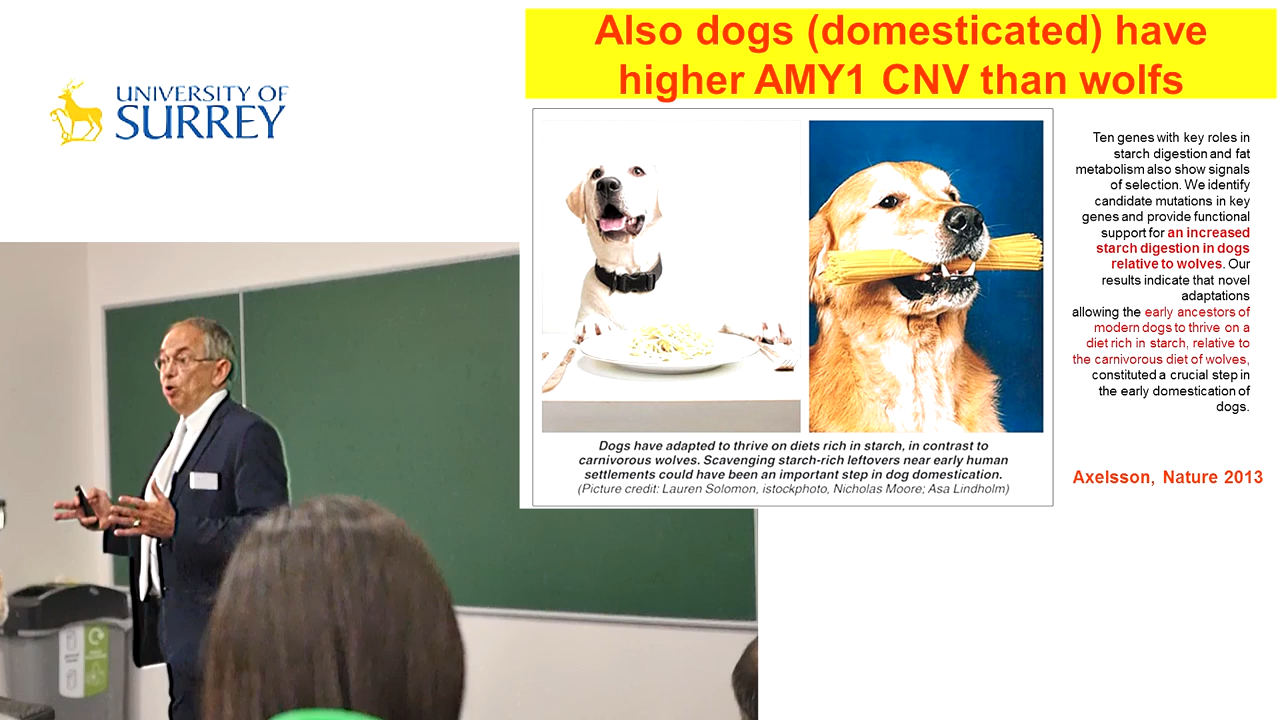 Also dogs (domesticated) have
higher AMY1 CNV than wolfs
UNIVERSITY OF
SURREY
Ten genes with key roles in
starch digestion and fat
metabolism also show signals
of selection. We identify
candidate mutations in key
genes and provide functional
support for an increased
starch digestion in dogs
relative to wolves. Our
results indicate that novel
adaptations
allowing the early ancestors of
modern dogs to thrive on a
diet rich in starch, relative to
the carnivorous diet of wolves,
constituted a crucial step in
the early domestication of
dogs.
Dogs have adapted to thrive on diets rich in starch, in contrast to
carnivorous wolves. Scavenging starch-rich leftovers near early human
settlements could have been an important step in dog domestication.
(Picture credit: Lauren Solomon, istockphoto, Nicholas Moore; Asa Lindholm)
Axelsson, Nature 2013